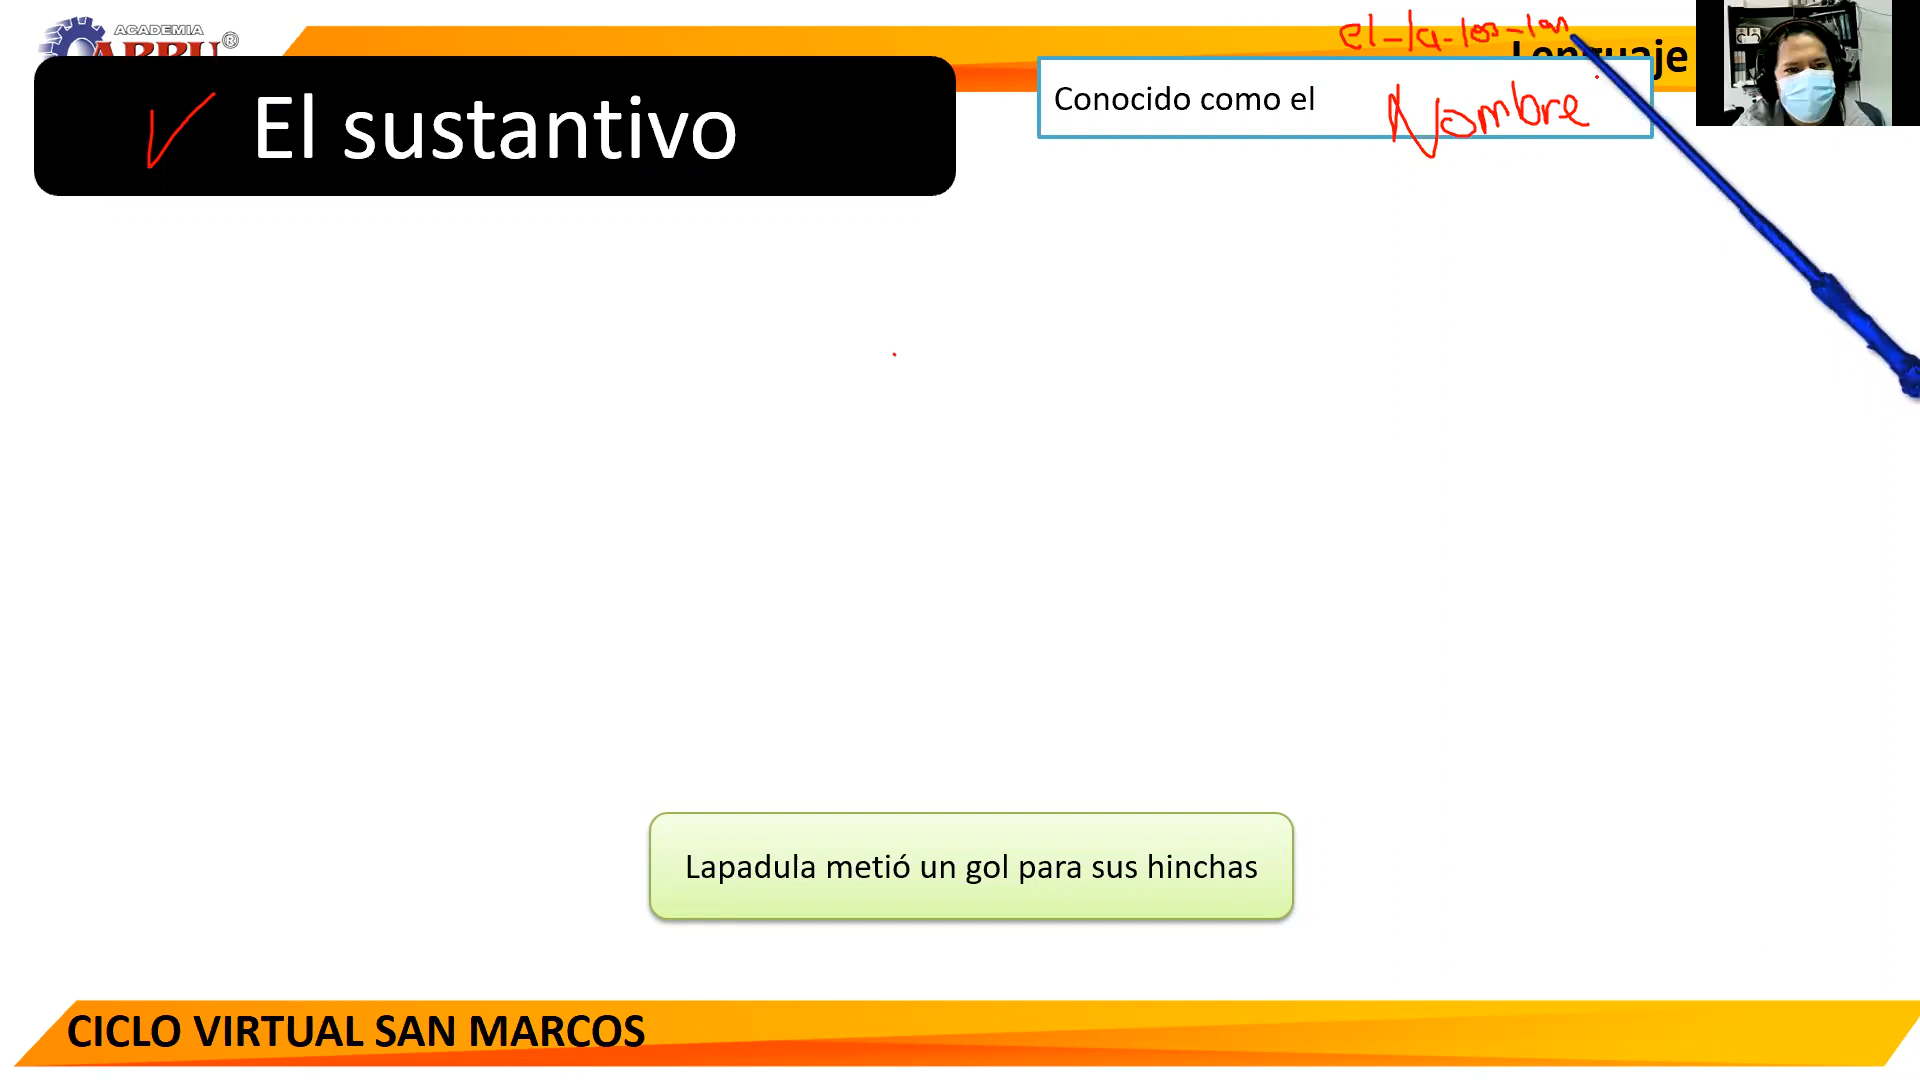 ACADEMIA
®
el-la-los-las
Lenguaje
El sustantivo
Conocido como el Nombre
Lapadula metió un gol para sus hinchas
CICLO VIRTUAL SAN MARCOS